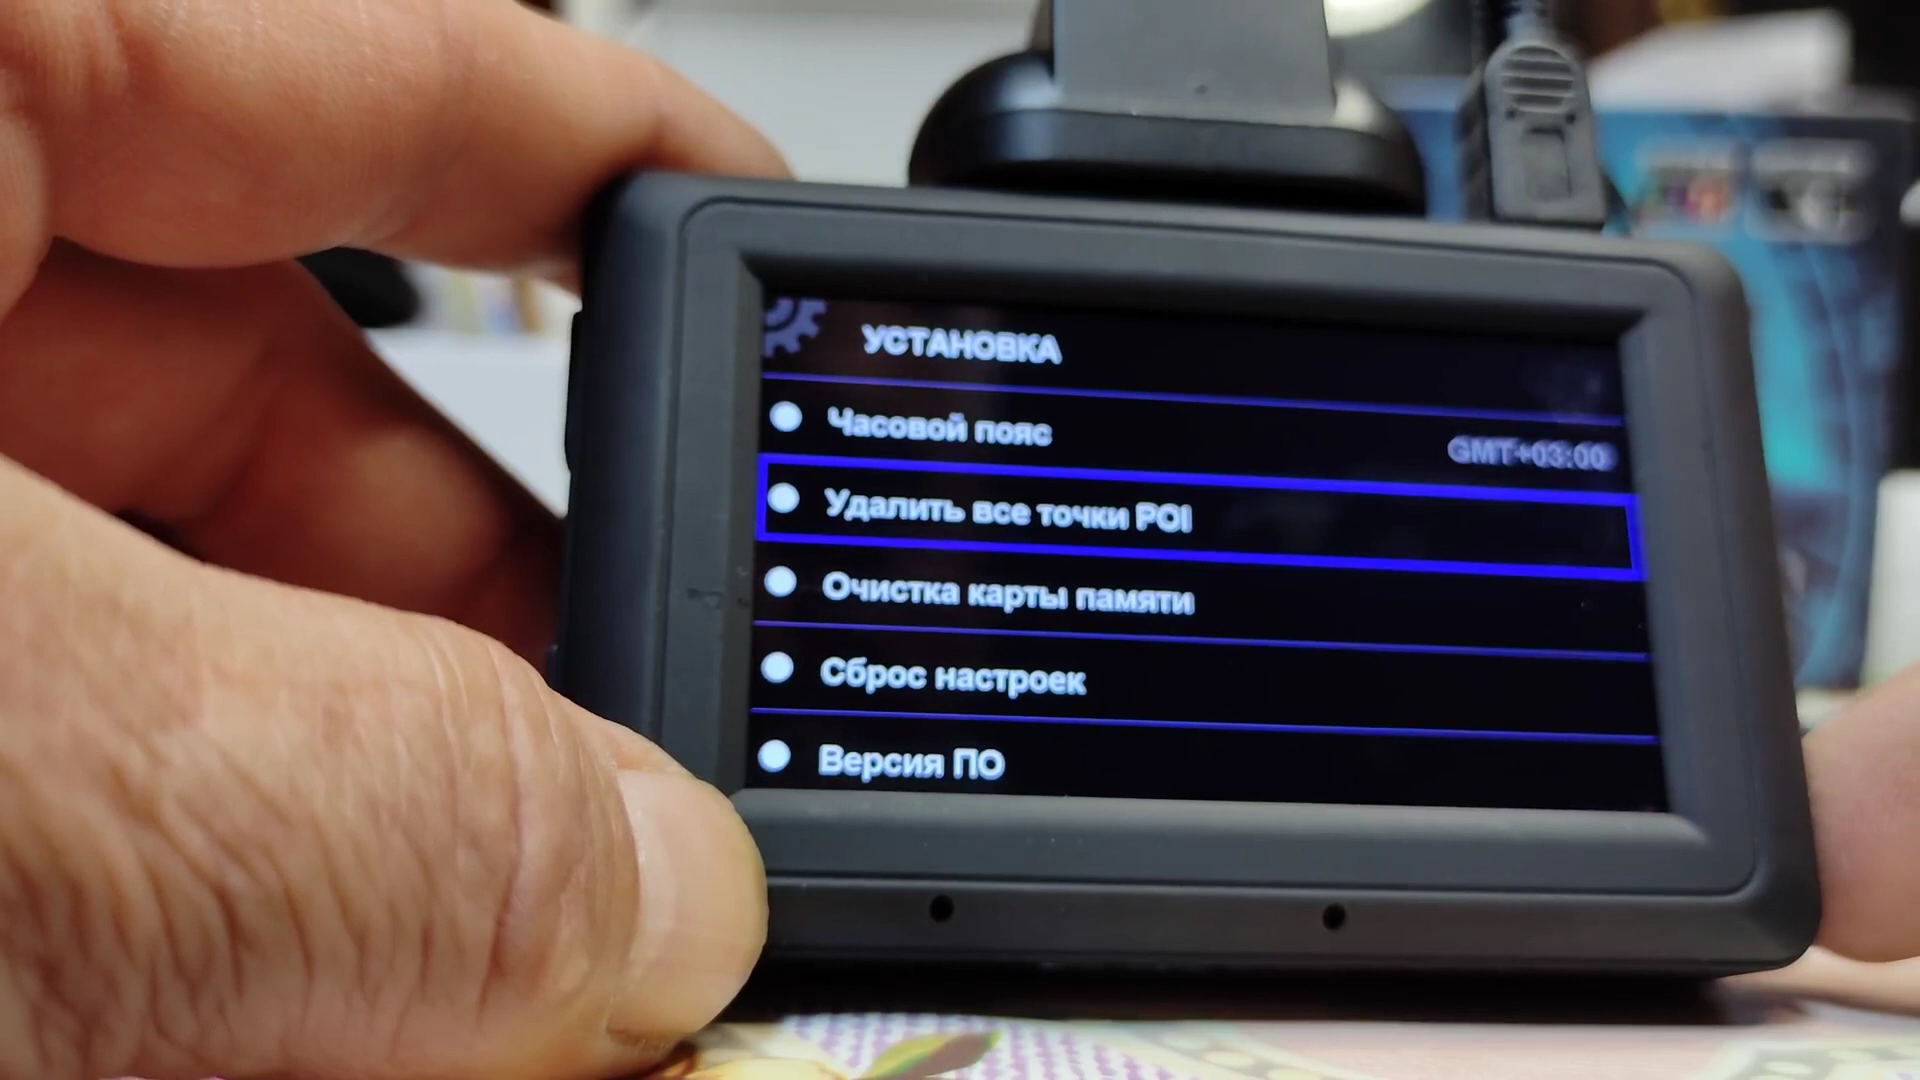 УСТАНОВКА
Часовой пояс GMT+03:00
Удалить все точки POI
Очистка карты памяти
Сброс настроек
Версия ПО